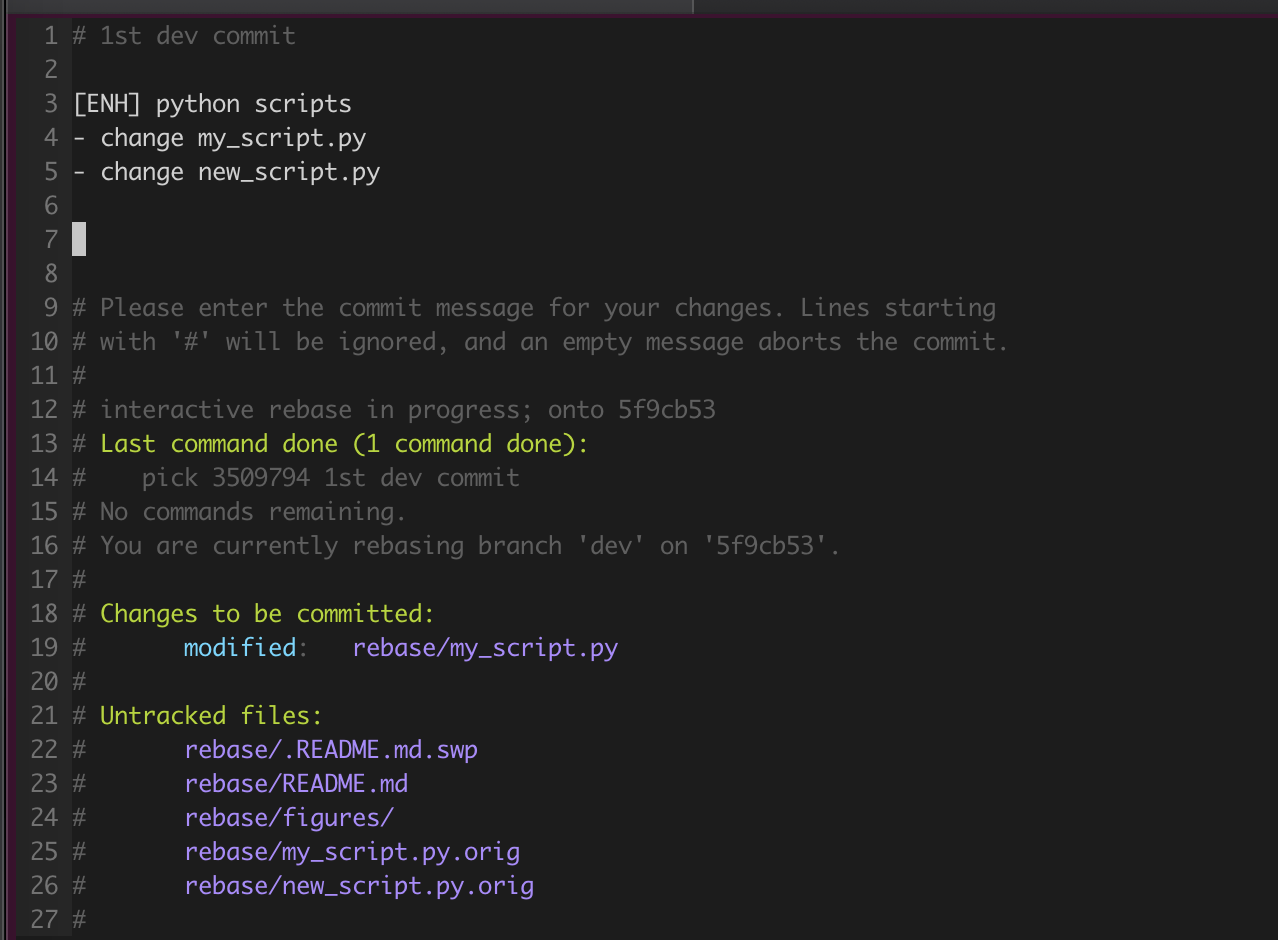 1 # 1st dev commit
2
3 [ENH] python scripts
4 - change my_script.py
5 - change new_script.py
6
7
8
9 # Please enter the commit message for your changes. Lines starting
10 # with '#' will be ignored, and an empty message aborts the commit.
11 #
12 # interactive rebase in progress; onto 5f9cb53
13 # Last command done (1 command done):
14 #    pick 3509794 1st dev commit
15 # No commands remaining.
16 # You are currently rebasing branch 'dev' on '5f9cb53'.
17 #
18 # Changes to be committed:
19 #       modified:   rebase/my_script.py
20 #
21 # Untracked files:
22 #       rebase/.README.md.swp
23 #       rebase/README.md
24 #       rebase/figures/
25 #       rebase/my_script.py.orig
26 #       rebase/new_script.py.orig
27 #